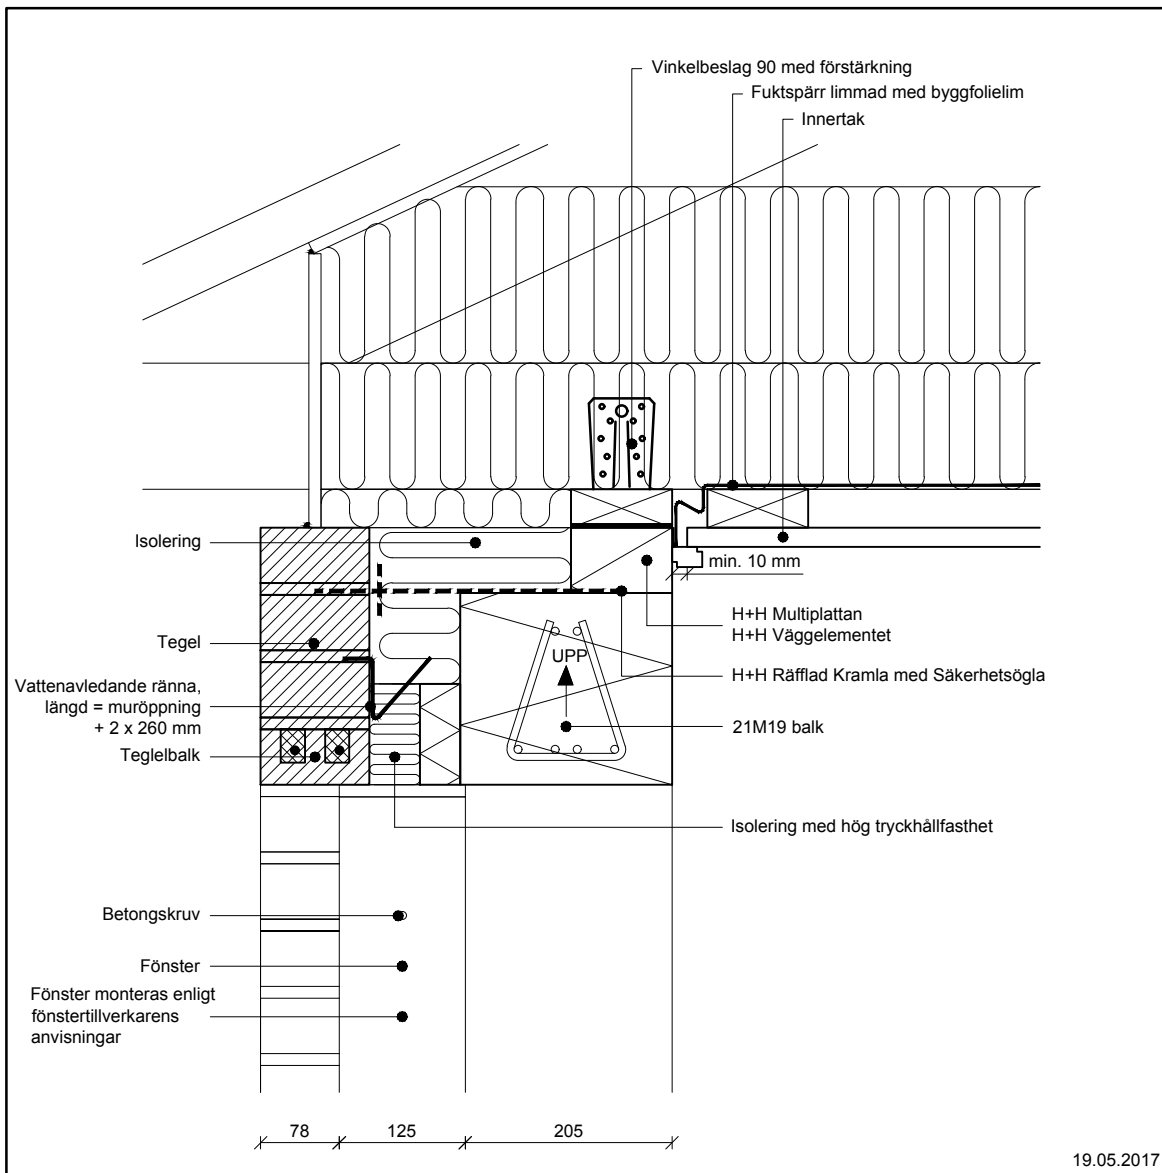 Vinkelbeslag 90 med förstärkning
Fuktspärr limmad med byggfolielim
Innertak
Isolering
min. 10 mm
H+H Multiplattan
H+H Väggelementet
Tegel
UPP
H+H Räfflad Kramla med Säkerhetsögla
Vattenavledande ränna,
längd = muröppning
+ 2 x 260 mm
21M19 balk
Teglelbalk
Isolering med hög tryckhållfasthet
Betongskruv
Fönster
Fönster monteras enligt
fönstertillverkarens
anvisningar
78
125
205
19.05.2017